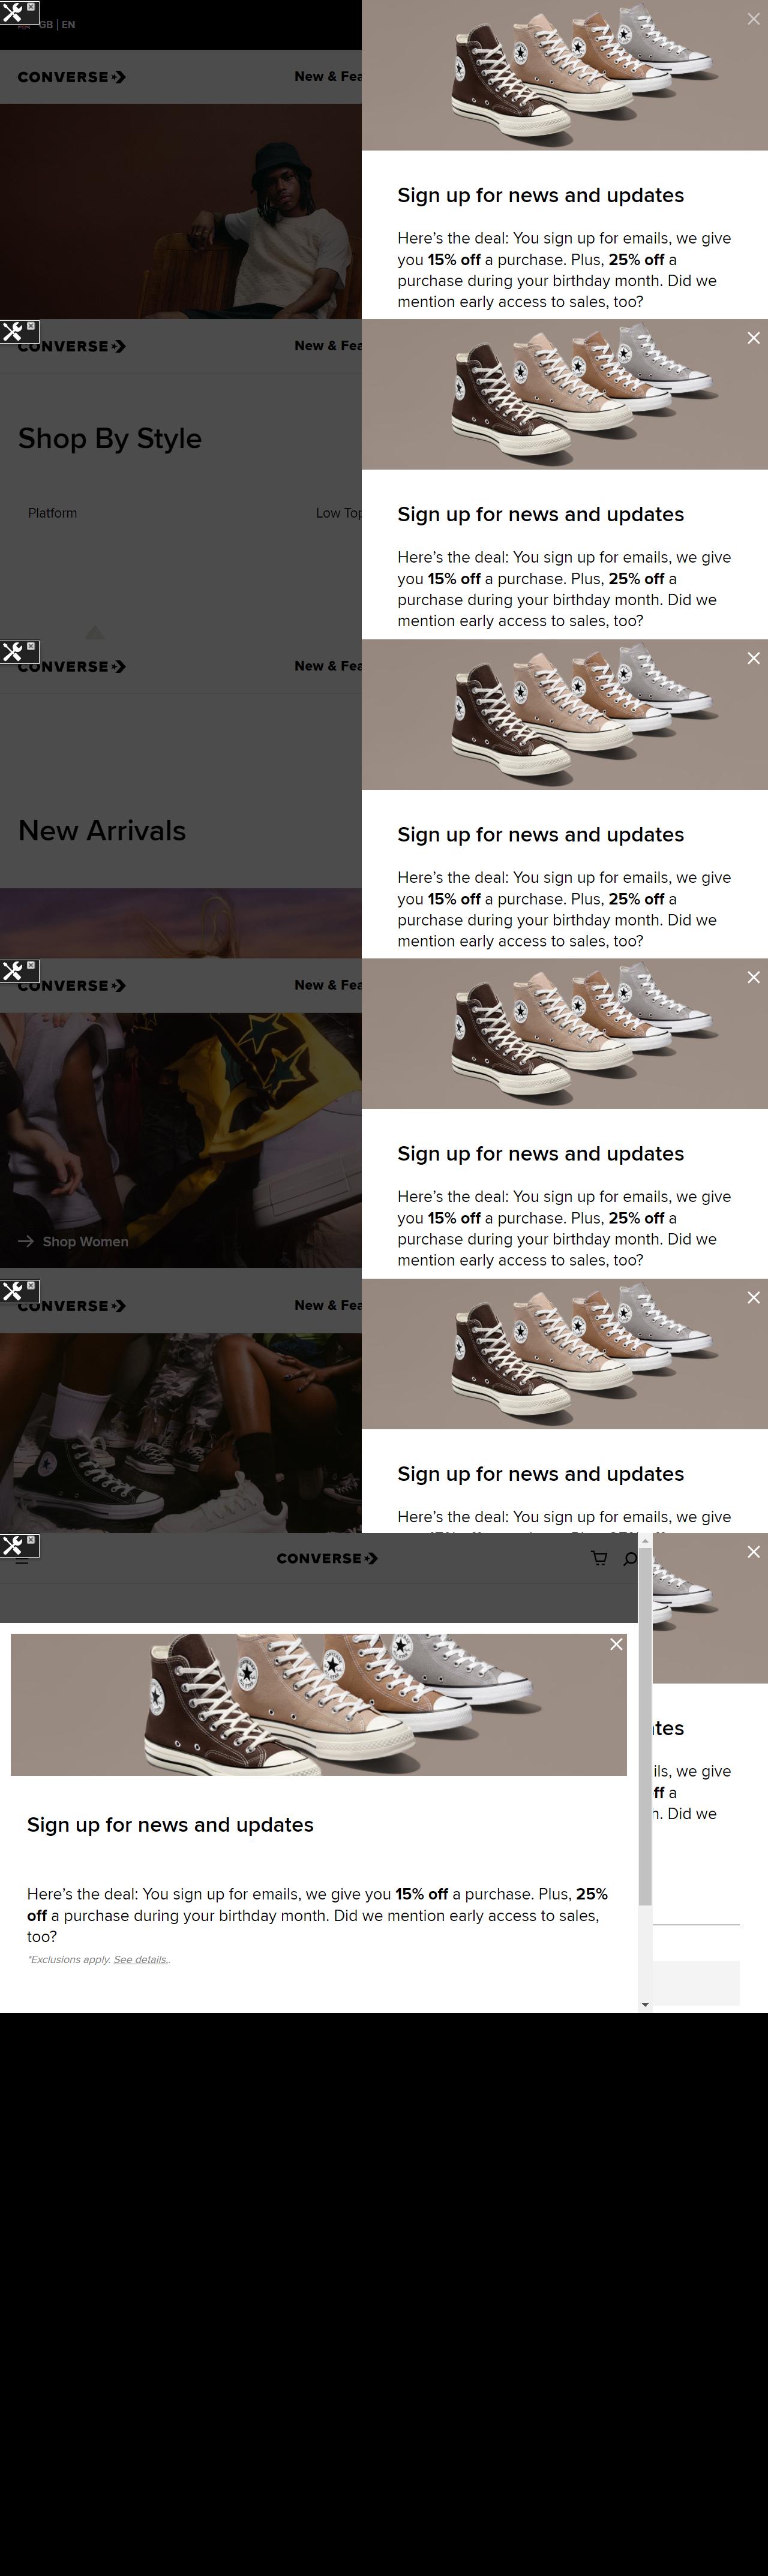 GB | EN
CONVERSE
New & Fea
Sign up for news and updates
Here's the deal: You sign up for emails, we give
you 15% off a purchase. Plus, 25% off a
purchase during your birthday month. Did we
mention early access to sales, too?
CONVERSE
New & Fea
Shop By Style
Platform
Low Top
Sign up for news and updates
Here's the deal: You sign up for emails, we give
you 15% off a purchase. Plus, 25% off a
purchase during your birthday month. Did we
mention early access to sales, too?
CONVERSE
New & Fea
New Arrivals
Sign up for news and updates
Here's the deal: You sign up for emails, we give
you 15% off a purchase. Plus, 25% off a
purchase during your birthday month. Did we
mention early access to sales, too?
CONVERSE
New & Fea
Shop Women
Sign up for news and updates
Here's the deal: You sign up for emails, we give
you 15% off a purchase. Plus, 25% off a
purchase during your birthday month. Did we
mention early access to sales, too?
CONVERSE
New & Fea
Sign up for news and updates
Here's the deal: You sign up for emails, we give
CONVERSE
Sign up for news and updates
Here's the deal: You sign up for emails, we give you 15% off a purchase. Plus, 25%
off a purchase during your birthday month. Did we mention early access to sales,
too?
*Exclusions apply. See details..
ates
ils, we give
ff a
h. Did we